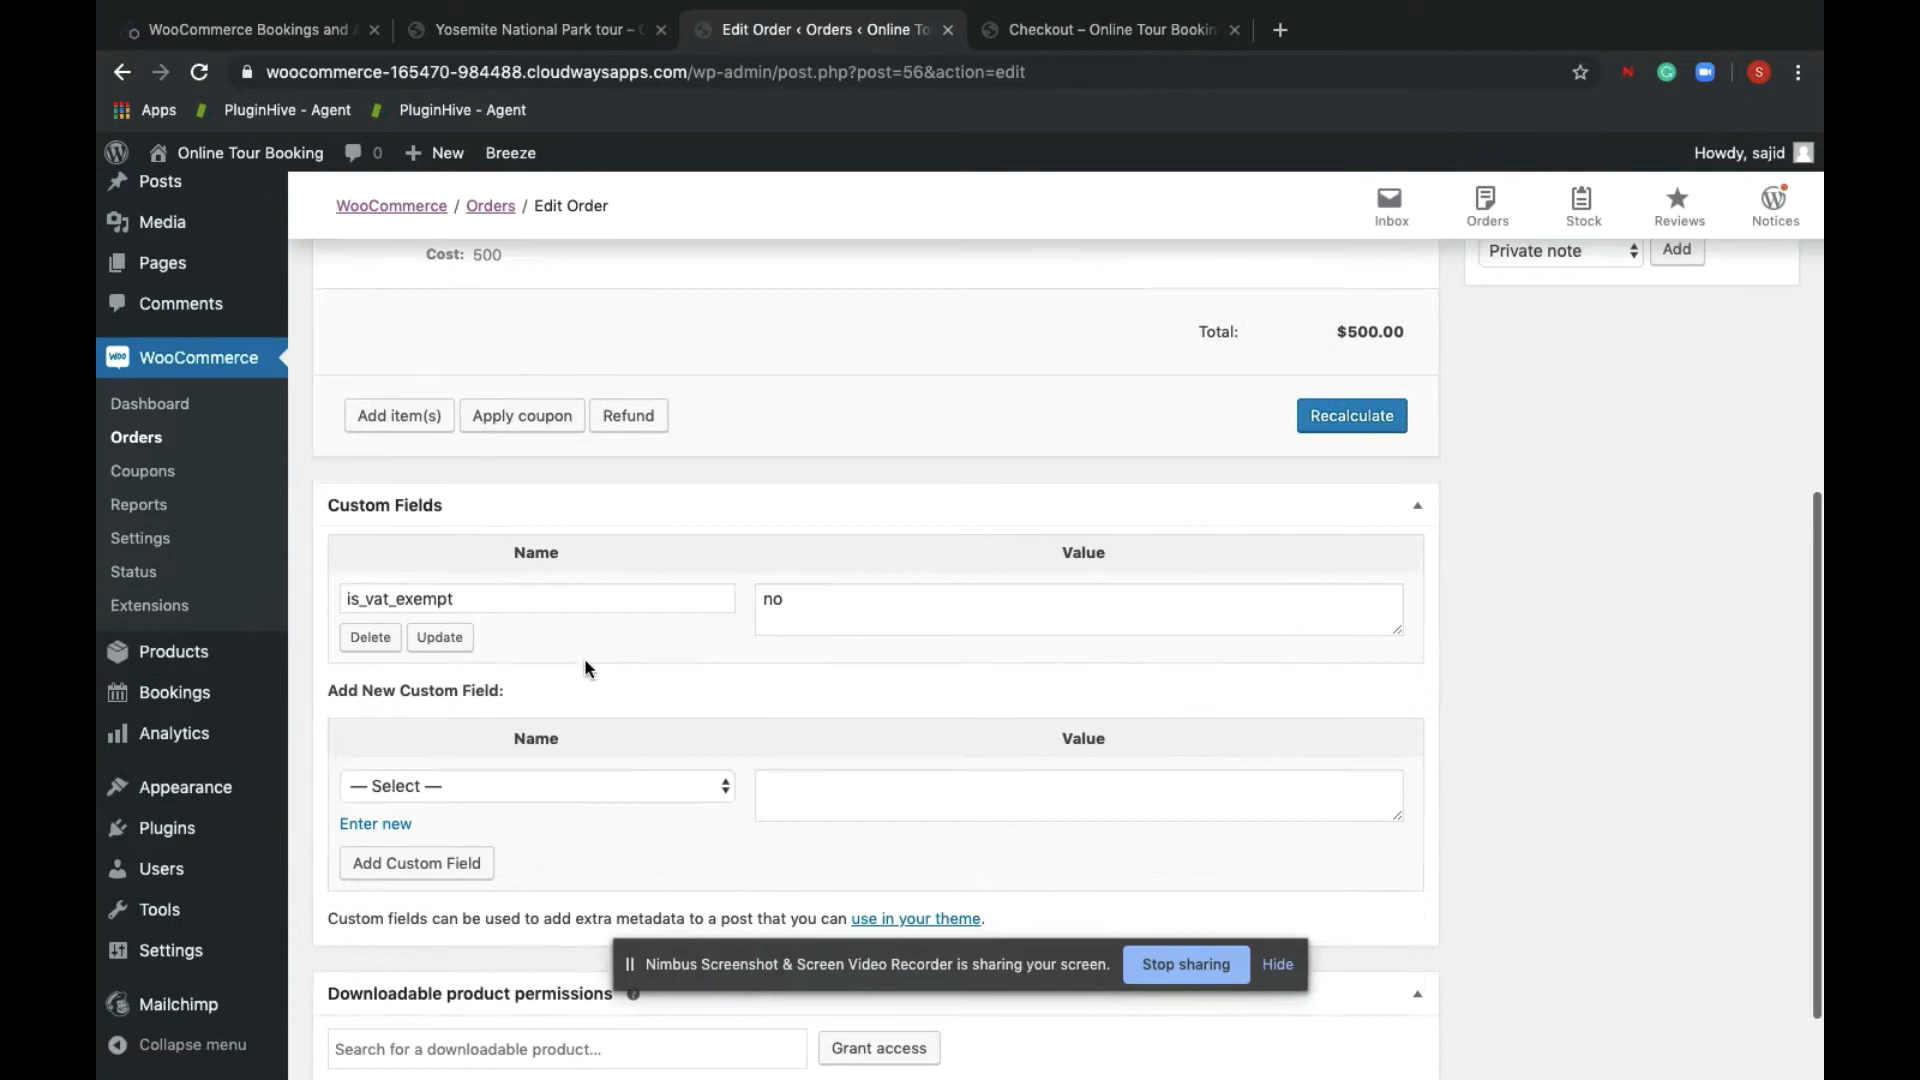 WooCommerce Bookings and
Yosemite National Park tour –
Edit Order ‹ Orders ‹ Online To
Checkout – Online Tour Bookin
woocommerce-165470-984488.cloudwaysapps.com/wp-admin/post.php?post=56&action=edit
S
Apps
PluginHive - Agent
PluginHive - Agent
Online Tour Booking
0
New
Breeze
Howdy, sajid
Posts
Media
Pages
Comments
WooCommerce
Dashboard
Orders
Coupons
Reports
Settings
Status
Extensions
Products
Bookings
Analytics
Appearance
Plugins
Users
Tools
Settings
Mailchimp
Collapse menu
WooCommerce / Orders / Edit Order
Inbox
Orders
Stock
Reviews
Notices
Cost: 500
Private note
Add
Total: $500.00
Add item(s)
Apply coupon
Refund
Recalculate
Custom Fields
Name
Value
is_vat_exempt
no
Delete
Update
Add New Custom Field:
Name
Value
— Select —
Enter new
Add Custom Field
Custom fields can be used to add extra metadata to a post that you can use in your theme.
Nimbus Screenshot & Screen Video Recorder is sharing your screen.
Stop sharing
Hide
Downloadable product permissions
Search for a downloadable product...
Grant access